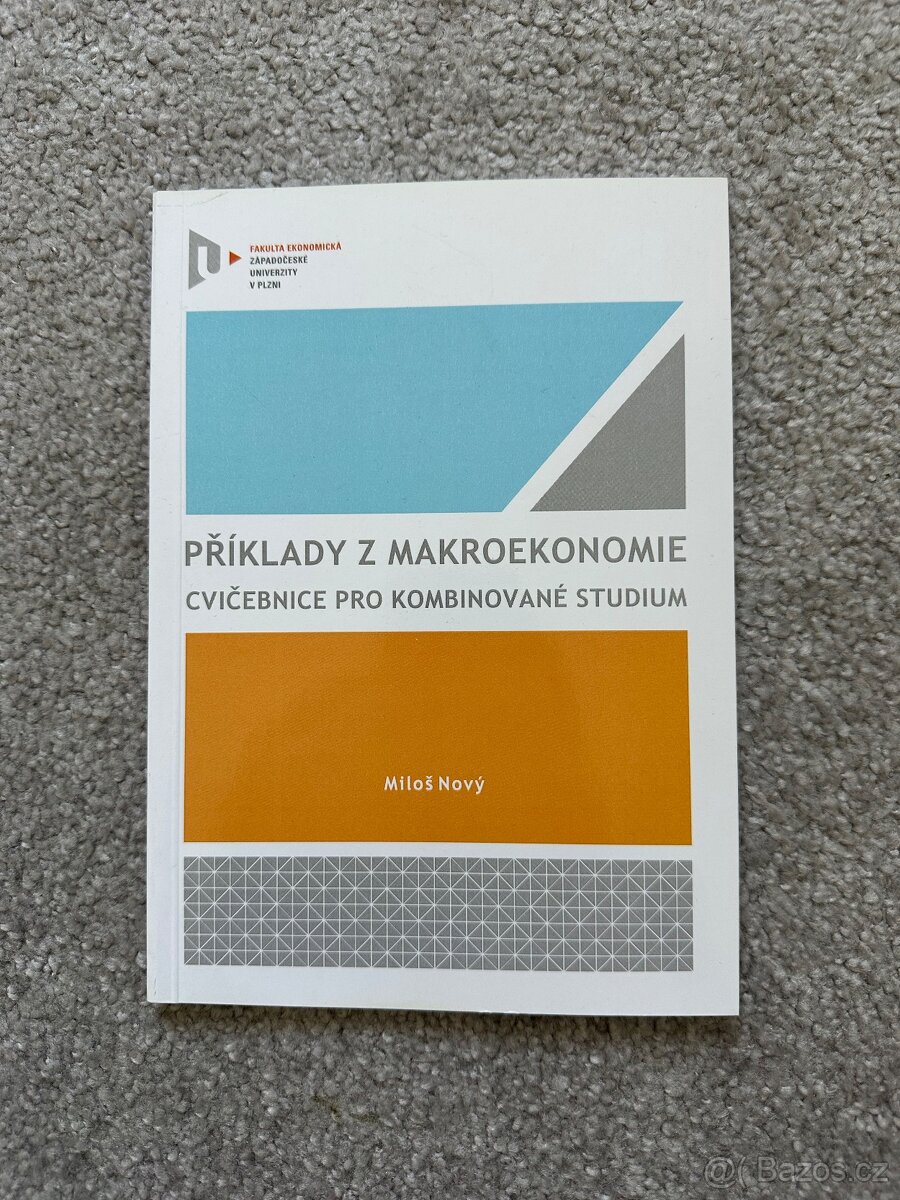 FAKULTA EKONOMICKÁ
ZÁPADOČESKÉ
UNIVERZITY
V PLZNI
PŘÍKLADY Z MAKROEKONOMIE
CVIČEBNICE PRO KOMBINOVANÉ STUDIUM
Miloš Nový
@( Bazos.cz